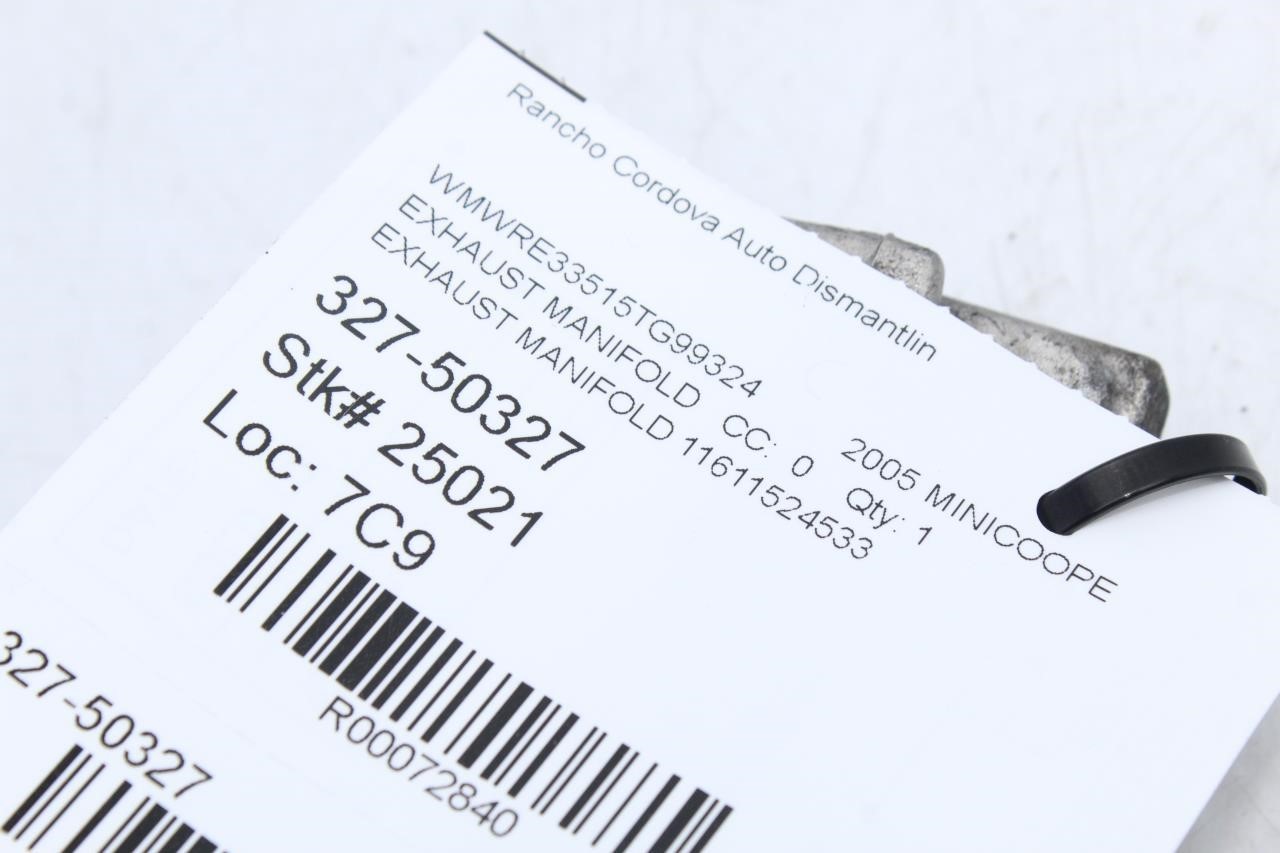 Rancho Cordova Auto Dismantlin
WMWRE33515TG99324 2005 MINICOOPE
EXHAUST MANIFOLD CC: 0 Qty: 1
EXHAUST MANIFOLD 11611524533
327-50327
Stk# 25021
Loc: 7C9
R00072840
327-50327